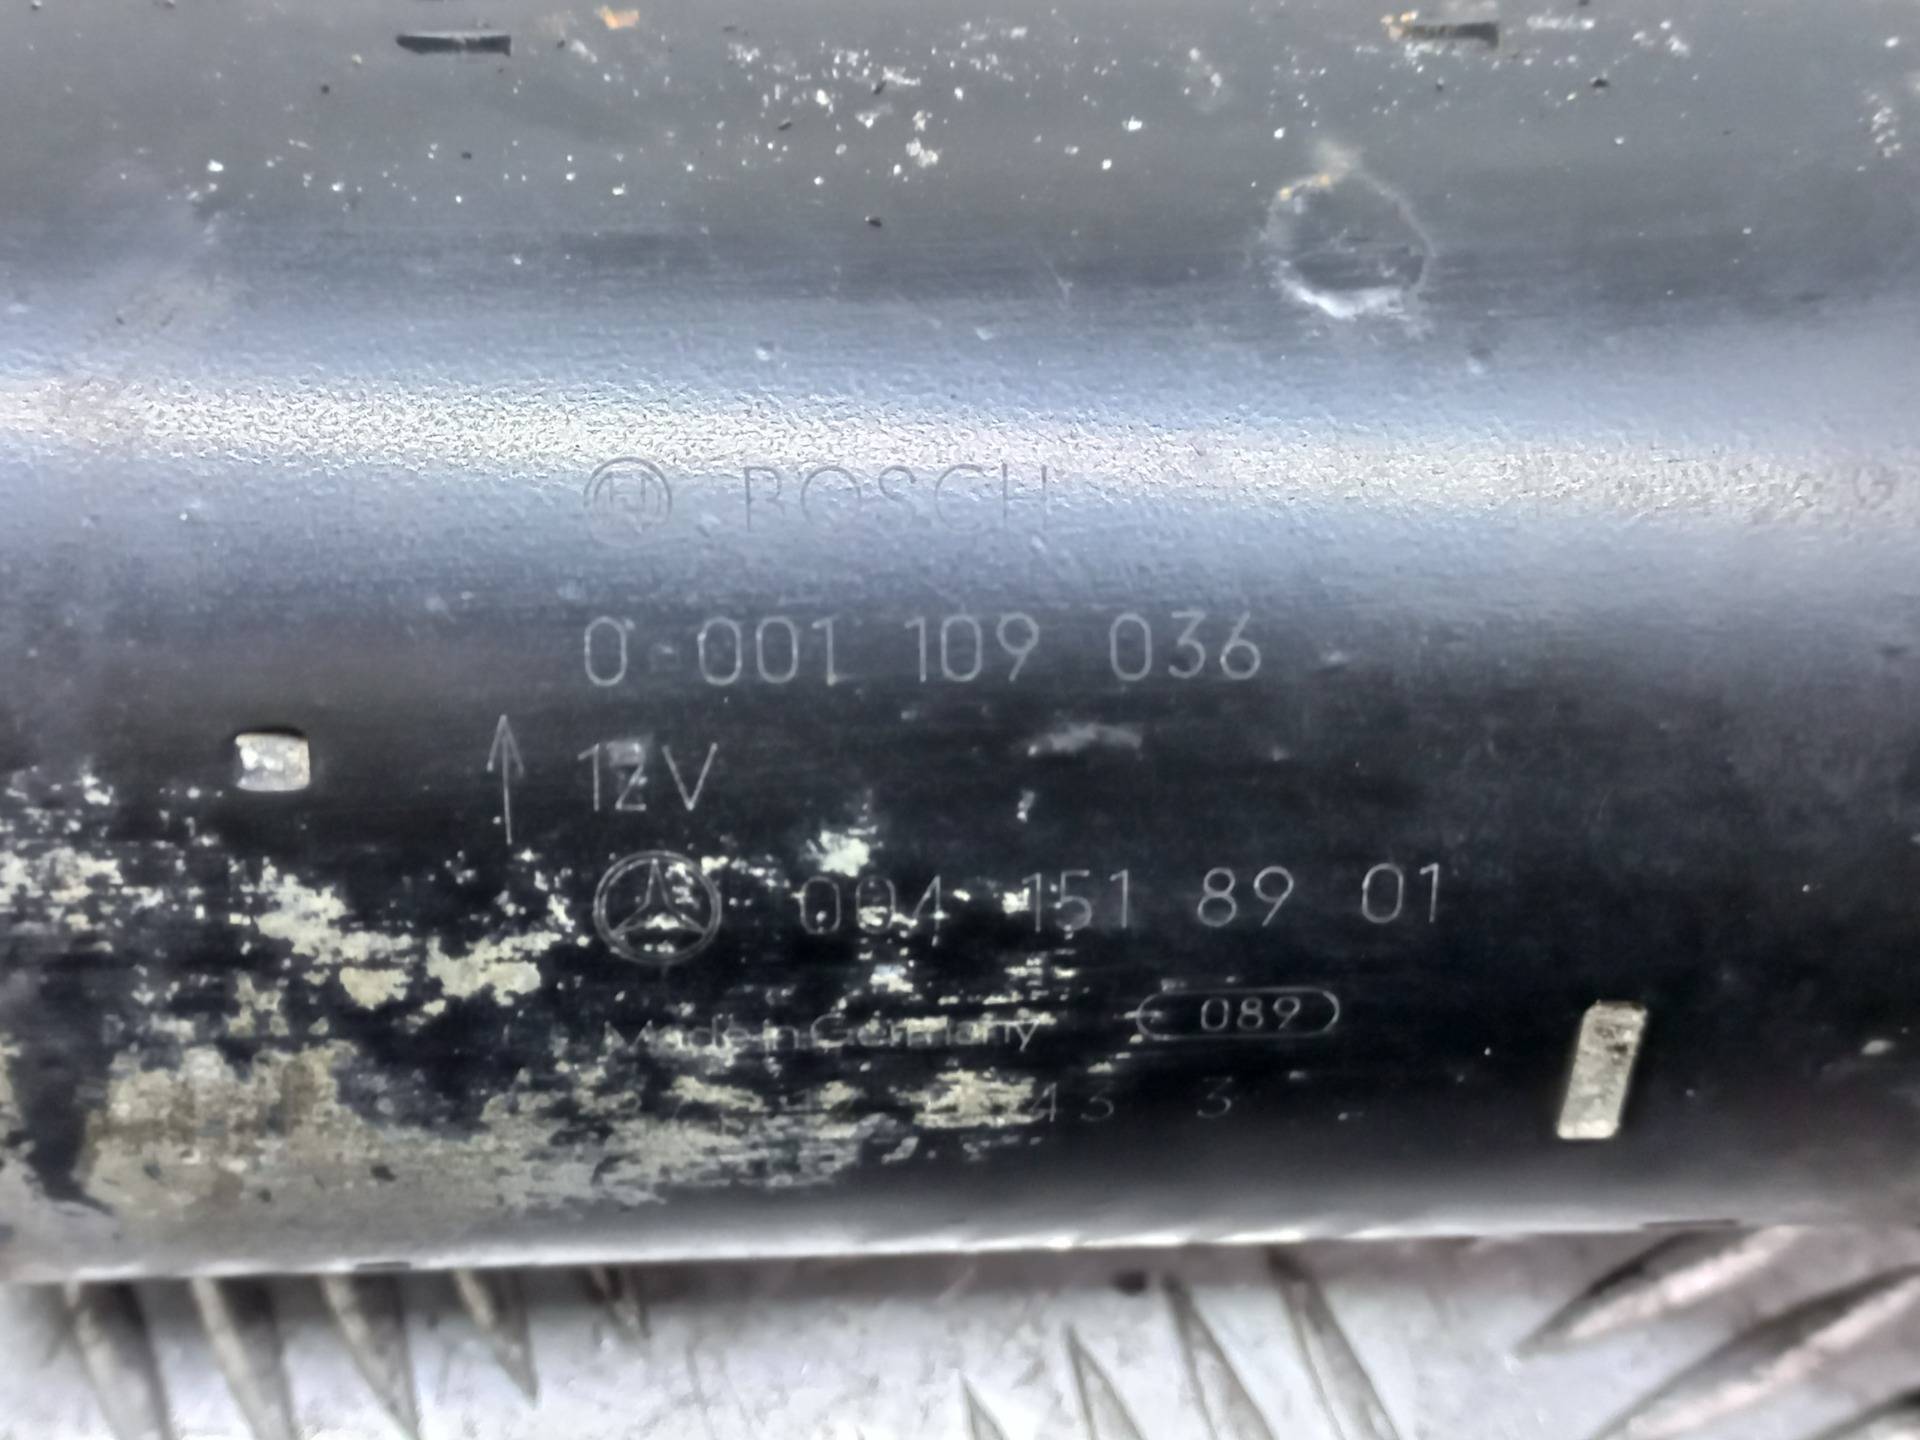 BOSCH
0 001 109 036
12V
004 151 89 01
Made in Germany 089